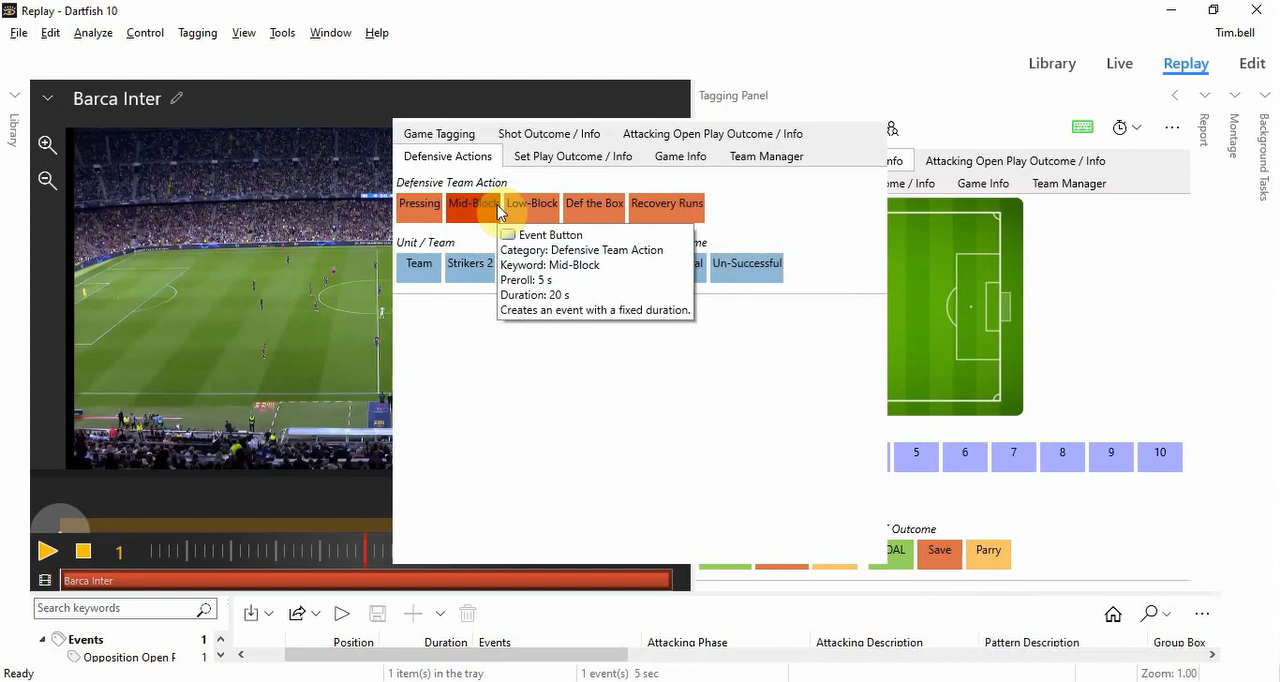 Replay - Dartfish 10
File Edit Analyze Control Tagging View Tools Window Help
Tim.bell
Library Live Replay Edit
Library
Barca Inter
Tagging Panel
Game Tagging Shot Outcome / Info Attacking Open Play Outcome / Info
Defensive Actions Set Play Outcome / Info Game Info Team Manager
Defensive Team Action
Pressing Mid-Block Low-Block Def the Box Recovery Runs
Unit / Team
Team Strikers 2 Un-Successful
Event Button
Category: Defensive Team Action
Keyword: Mid-Block
Preroll: 5 s
Duration: 20 s
Creates an event with a fixed duration.
Report
Montage
Background Tasks
nfo Attacking Open Play Outcome / Info
me / Info Game Info Team Manager
5 6 7 8 9 10
Outcome
OAL Save Parry
1
Barca Inter
Search keywords
Events 1
Opposition Open F 1
Position Duration Events Attacking Phase Attacking Description Pattern Description Group Box
Ready 1 item(s) in the tray 1 event(s) 5 sec Zoom: 1.00